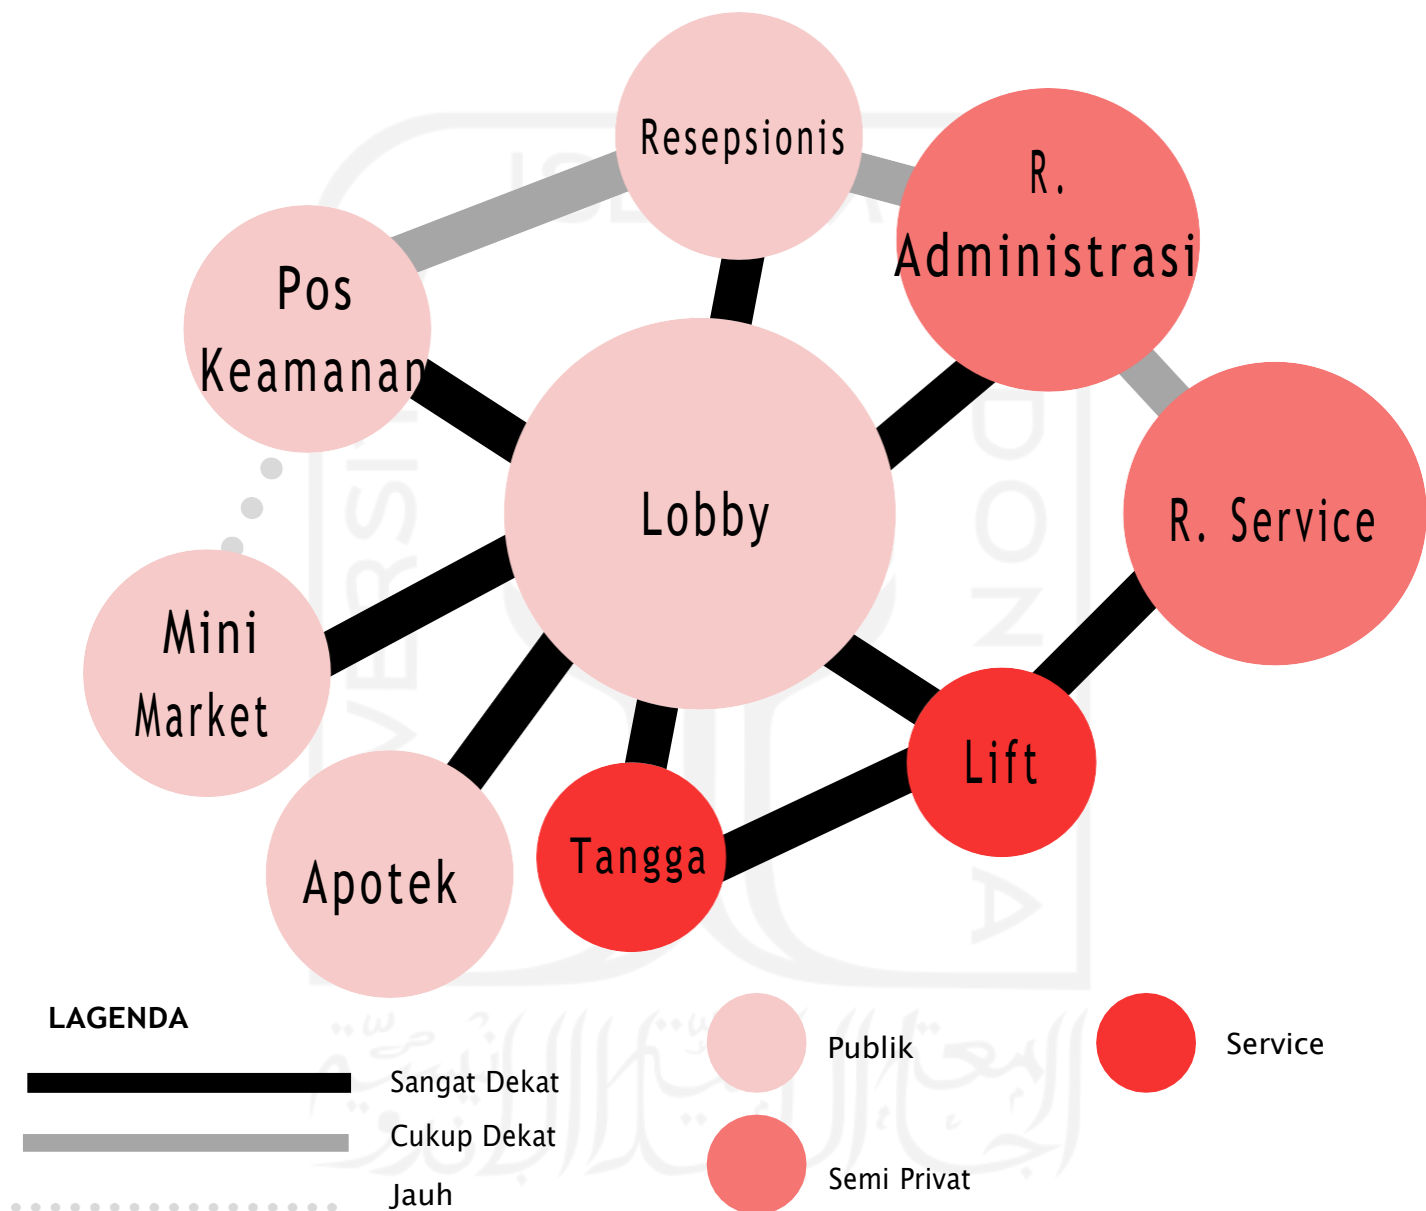 Resepsionis
R.
Administrasi
Pos
Keamanan
Lobby
R. Service
Mini
Market
Lift
Tangga
Apotek
LAGENDA
Sangat Dekat
Cukup Dekat
Jauh
Publik
Semi Privat
Service